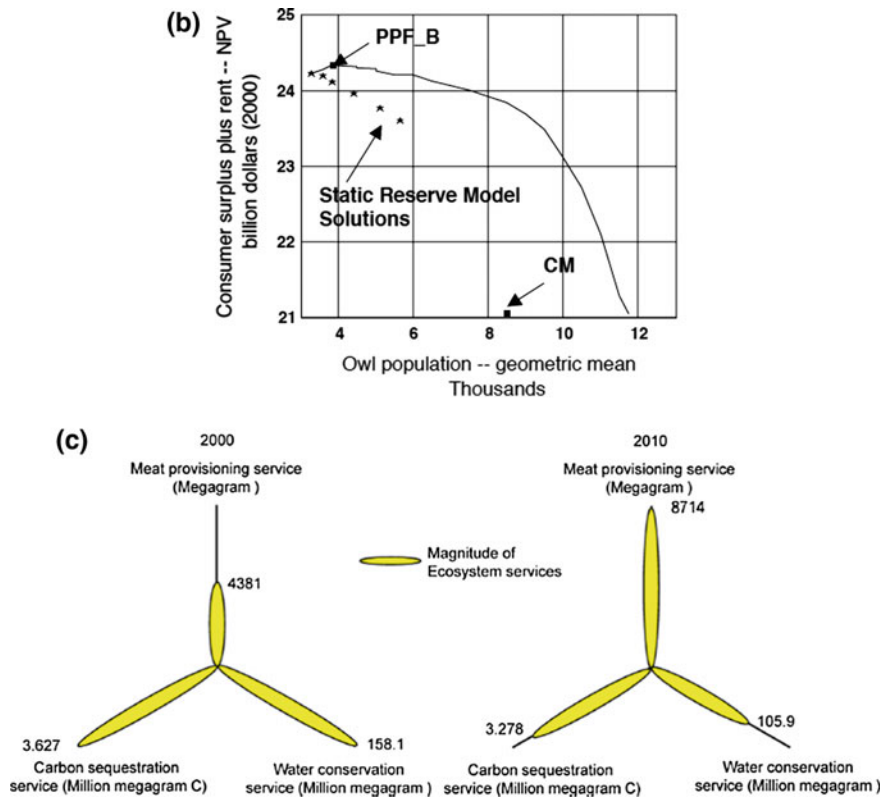 (b)
Consumer surplus plus rent -- NPV
billion dollars (2000)
25
24
23
22
21
PPF_B
Static Reserve Model
Solutions
CM
4
6
8
10
12
Owl population -- geometric mean
Thousands
(c)
2000
Meat provisioning service
(Megagram )
4381
3.627
158.1
Carbon sequestration
service (Million megagram C)
Water conservation
service (Million megagram )
Magnitude of
Ecosystem services
2010
Meat provisioning service
(Megagram )
8714
3.278
105.9
Carbon sequestration
service (Million megagram C)
Water conservation
service (Million megagram )